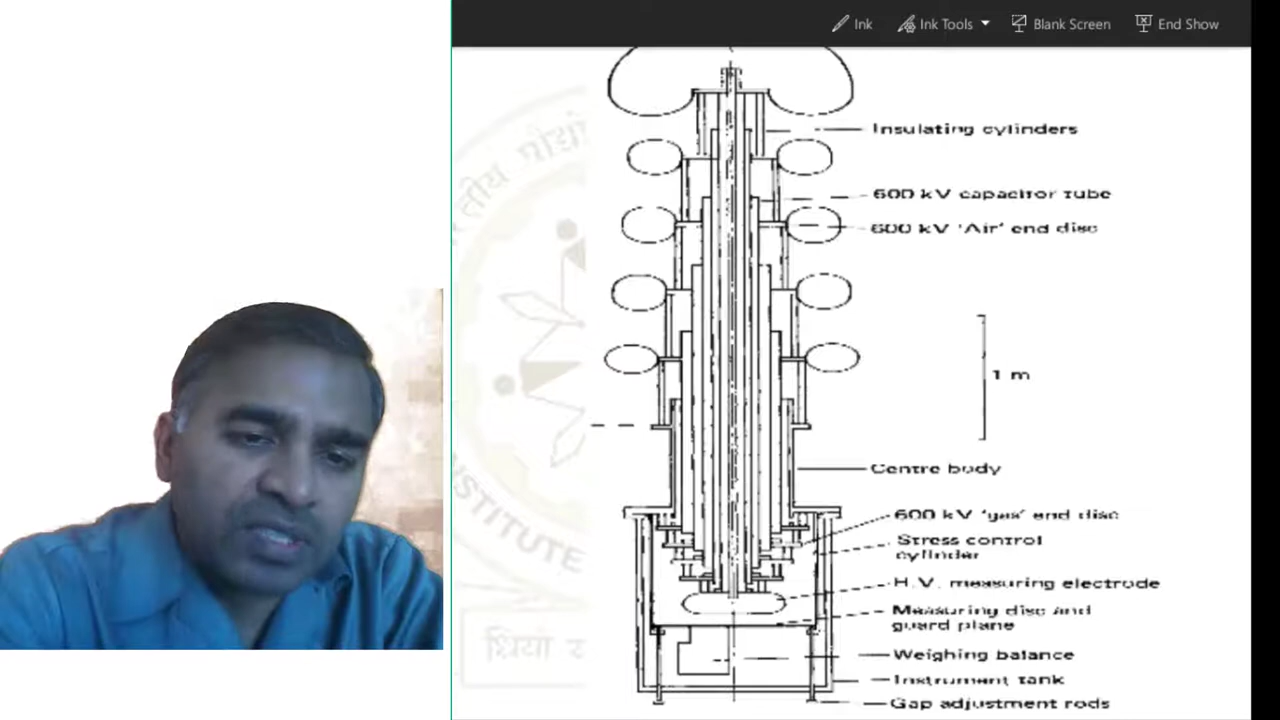 Ink
Ink Tools
Blank Screen
End Show
Insulating cylinders
600 kV capacitor tube
600 kV 'Air' end disc
1 m
Centre body
600 kV 'gas' end disc
Stress control
cylinder
H.V. measuring electrode
Measuring disc and
guard plane
Weighing balance
Instrument tank
Gap adjustment rods
INSTITUTE